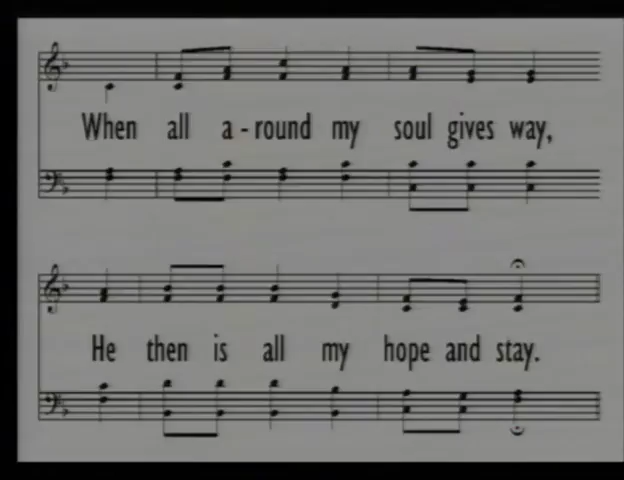 When all a-round my soul gives way,
He then is all my hope and stay.